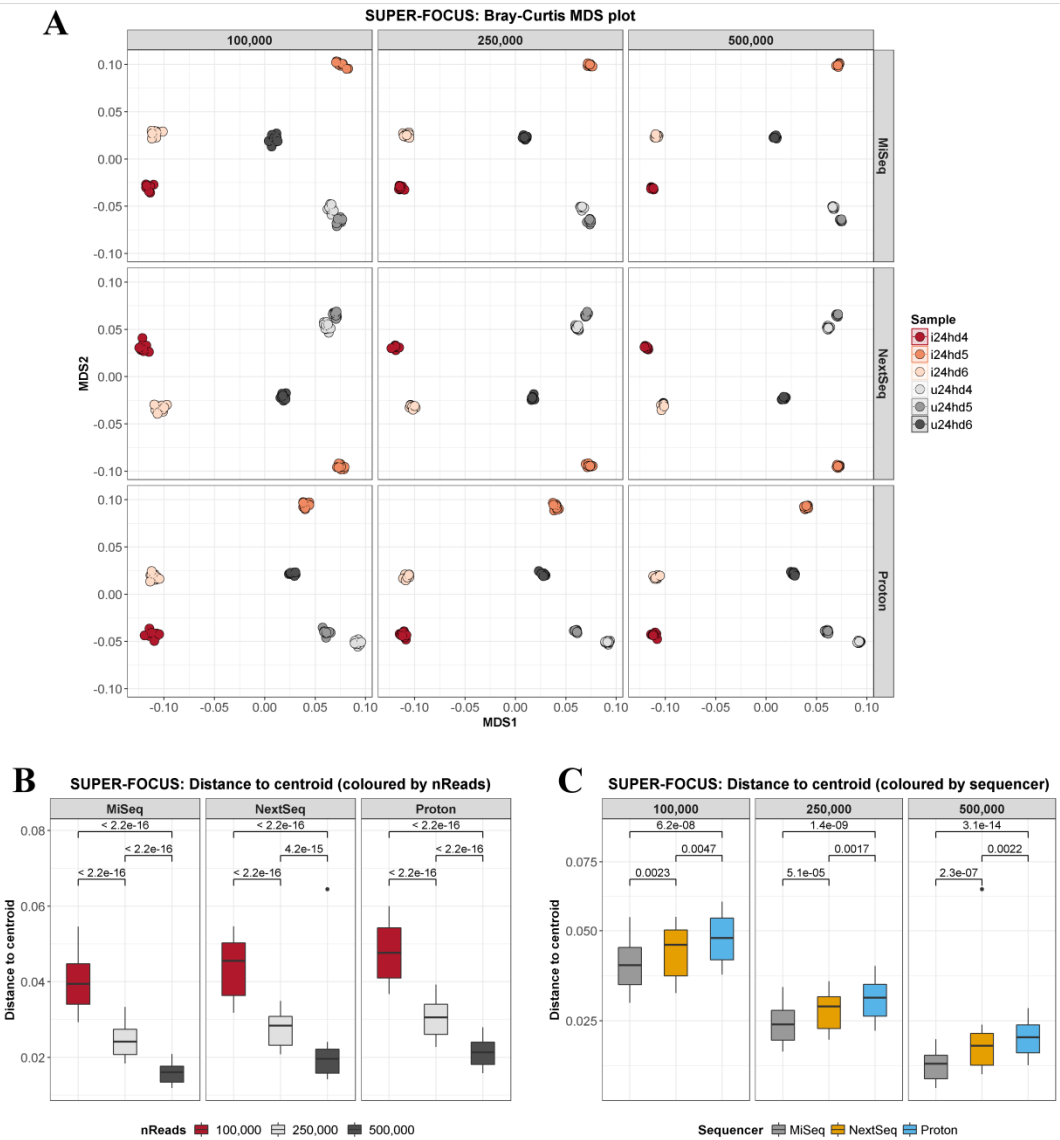 A
SUPER-FOCUS: Bray-Curtis MDS plot
100,000 250,000 500,000
0.10
0.05
0.00
-0.05
-0.10
MiSeq
0.10
0.05
0.00
-0.05
-0.10
NextSeq
0.10
0.05
0.00
-0.05
-0.10
Proton
MDS2
-0.10 -0.05 0.00 0.05 0.10 -0.10 -0.05 0.00 0.05 0.10 -0.10 -0.05 0.00 0.05 0.10
MDS1
Sample
i24hd4
i24hd5
i24hd6
u24hd4
u24hd5
u24hd6
B
SUPER-FOCUS: Distance to centroid (coloured by nReads)
MiSeq NextSeq Proton
0.08
0.06
0.04
0.02
Distance to centroid
< 2.2e-16 < 2.2e-16 < 2.2e-16
< 2.2e-16 4.2e-15 < 2.2e-16
< 2.2e-16 < 2.2e-16 < 2.2e-16
nReads 100,000 250,000 500,000
C
SUPER-FOCUS: Distance to centroid (coloured by sequencer)
100,000 250,000 500,000
0.075
0.050
0.025
Distance to centroid
6.2e-08 1.4e-09 3.1e-14
0.0047 0.0017 0.0022
0.0023 5.1e-05 2.3e-07
Sequencer MiSeq NextSeq Proton